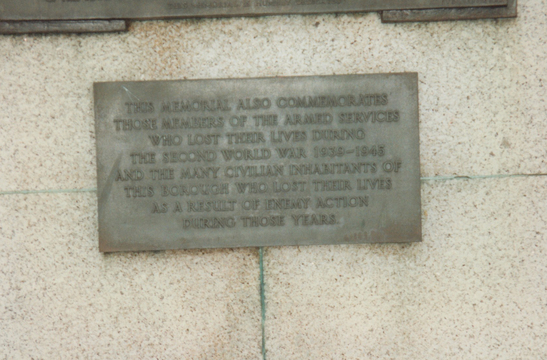 THIS MEMORIAL ALSO COMMEMORATES
THOSE MEMBERS OF THE ARMED SERVICES
WHO LOST THEIR LIVES DURING
THE SECOND WORLD WAR 1939–1945
AND THE MANY CIVILIAN INHABITANTS OF
THIS BOROUGH WHO LOST THEIR LIVES
AS A RESULT OF ENEMY ACTION
DURING THOSE YEARS.